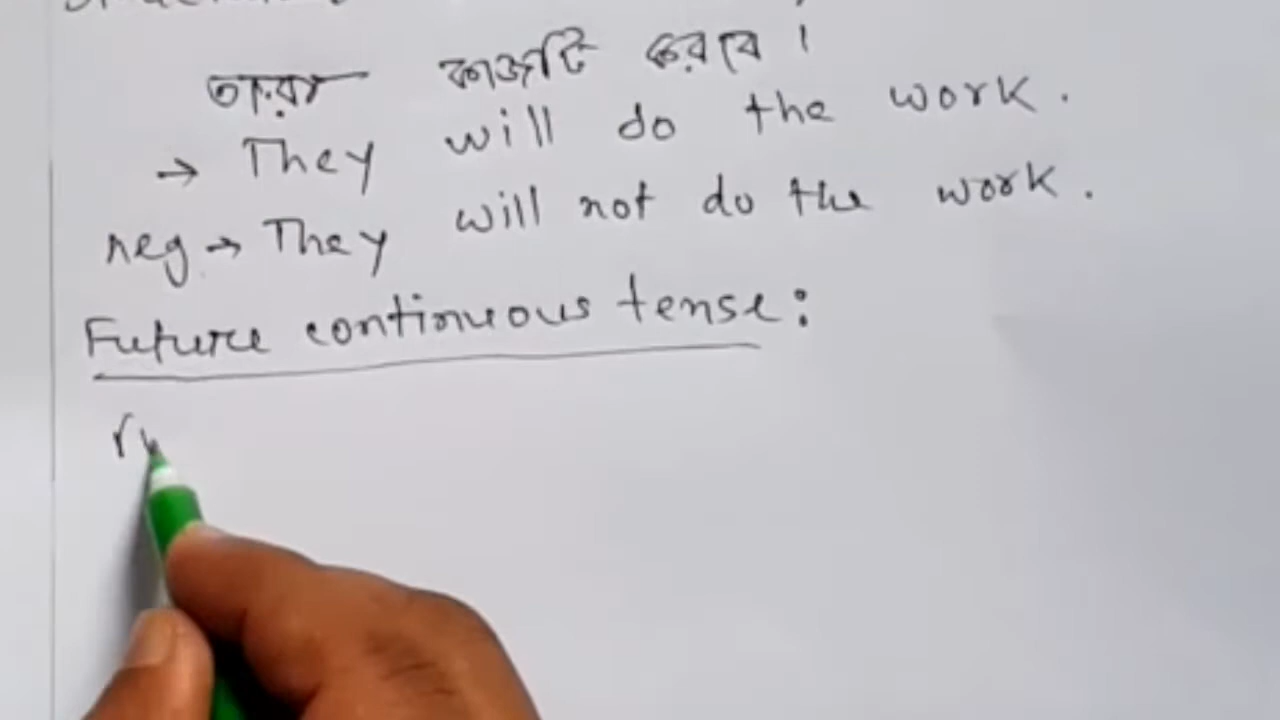 তারা কাজটি করবে ।
→ They will do the work .
neg → They will not do the work .
Future continuous tense :